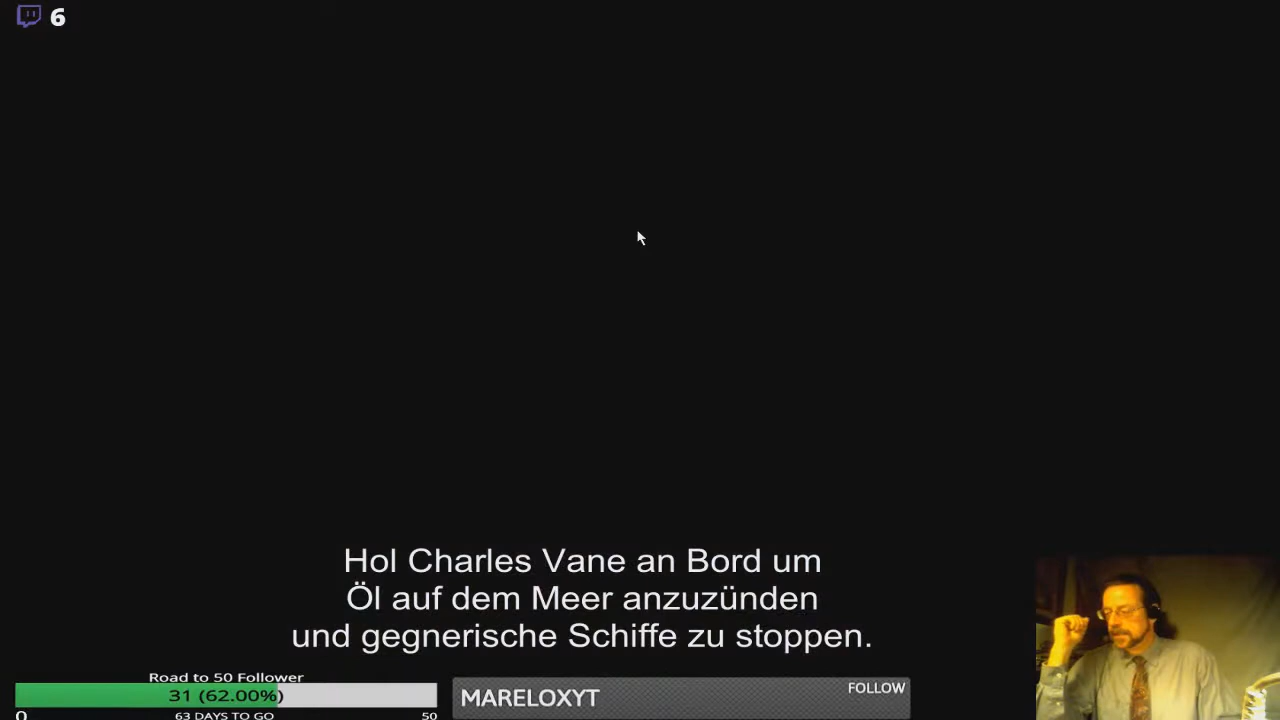 6
Hol Charles Vane an Bord um
Öl auf dem Meer anzuzünden
und gegnerische Schiffe zu stoppen.
Road to 50 Follower
31 (62.00%)
0
63 DAYS TO GO
50
MARELOXYT
FOLLOW